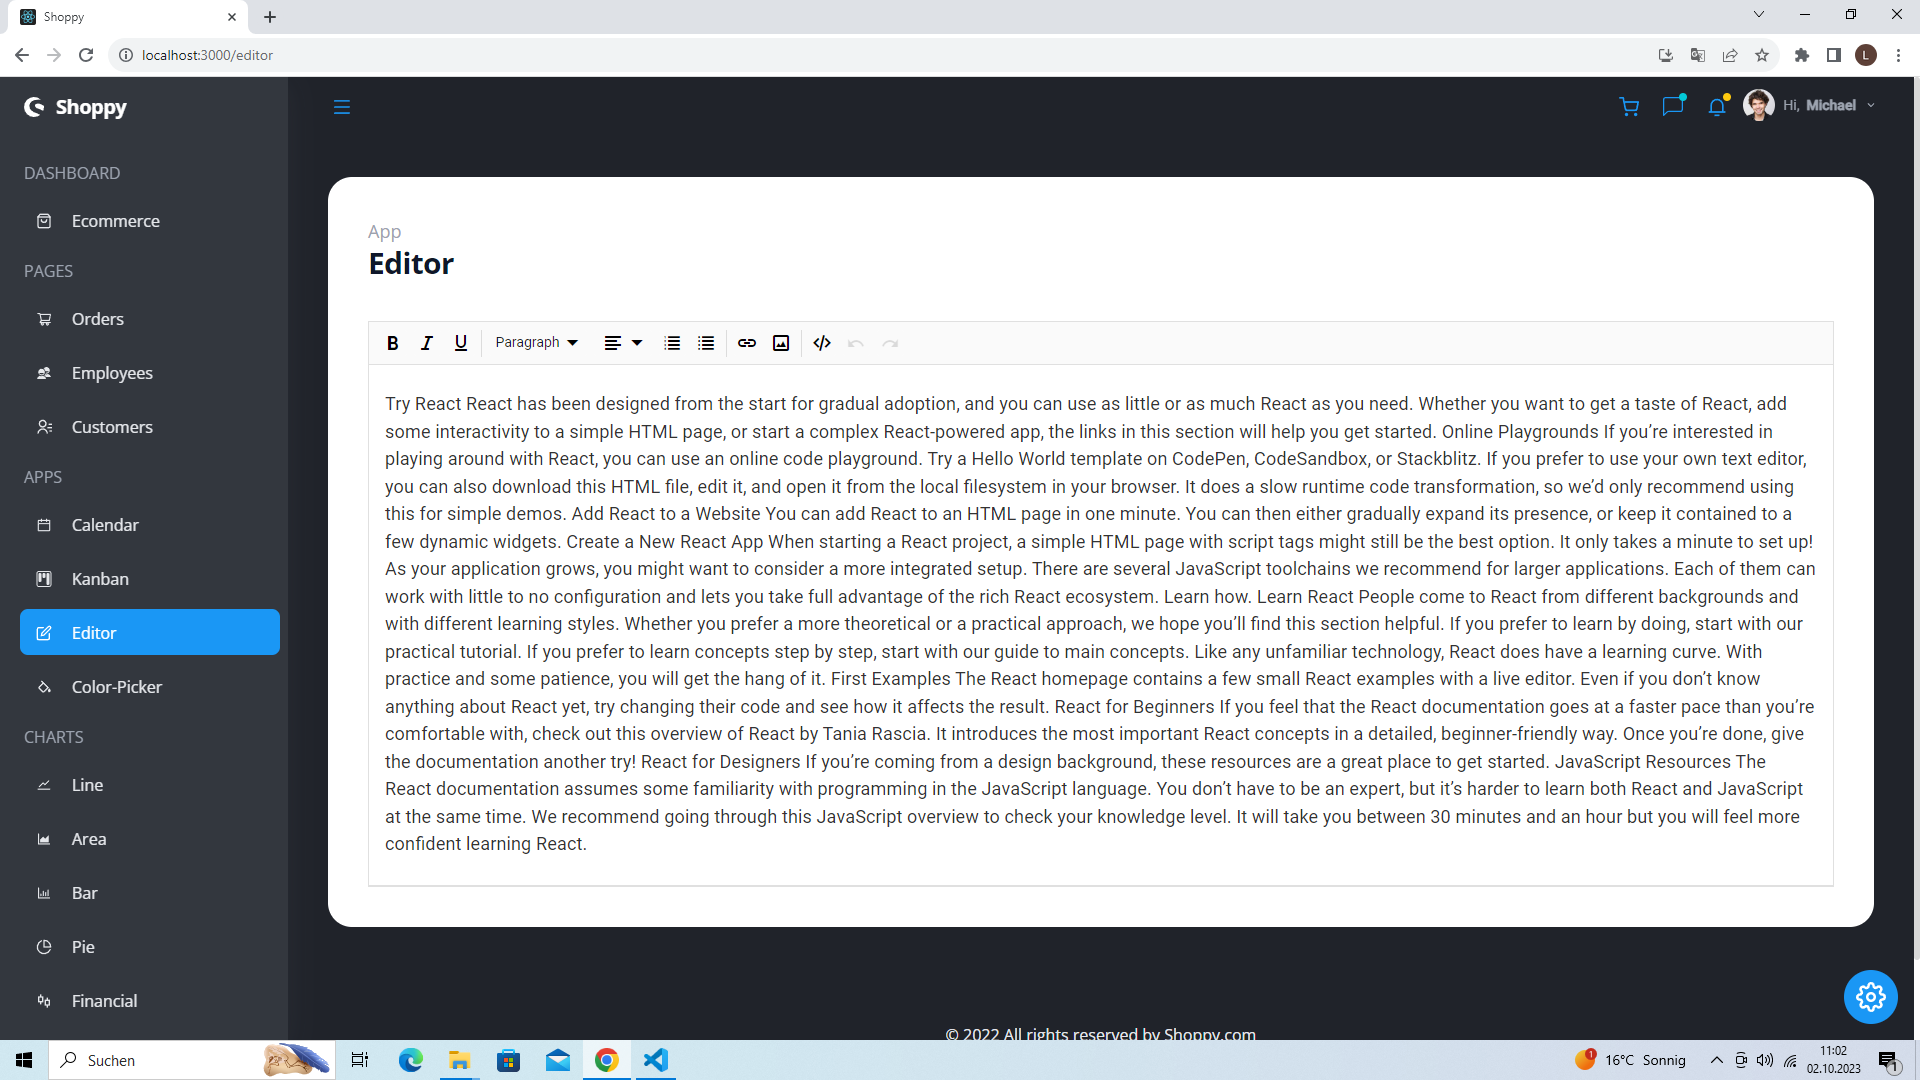 Shoppy
localhost:3000/editor
L
Shoppy
Hi, Michael
DASHBOARD
Ecommerce
PAGES
Orders
Employees
Customers
APPS
Calendar
Kanban
Editor
Color-Picker
CHARTS
Line
Area
Bar
Pie
Financial
App
Editor
B I U Paragraph
Try React React has been designed from the start for gradual adoption, and you can use as little or as much React as you need. Whether you want to get a taste of React, add
some interactivity to a simple HTML page, or start a complex React-powered app, the links in this section will help you get started. Online Playgrounds If you’re interested in
playing around with React, you can use an online code playground. Try a Hello World template on CodePen, CodeSandbox, or Stackblitz. If you prefer to use your own text editor,
you can also download this HTML file, edit it, and open it from the local filesystem in your browser. It does a slow runtime code transformation, so we’d only recommend using
this for simple demos. Add React to a Website You can add React to an HTML page in one minute. You can then either gradually expand its presence, or keep it contained to a
few dynamic widgets. Create a New React App When starting a React project, a simple HTML page with script tags might still be the best option. It only takes a minute to set up!
As your application grows, you might want to consider a more integrated setup. There are several JavaScript toolchains we recommend for larger applications. Each of them can
work with little to no configuration and lets you take full advantage of the rich React ecosystem. Learn how. Learn React People come to React from different backgrounds and
with different learning styles. Whether you prefer a more theoretical or a practical approach, we hope you’ll find this section helpful. If you prefer to learn by doing, start with our
practical tutorial. If you prefer to learn concepts step by step, start with our guide to main concepts. Like any unfamiliar technology, React does have a learning curve. With
practice and some patience, you will get the hang of it. First Examples The React homepage contains a few small React examples with a live editor. Even if you don’t know
anything about React yet, try changing their code and see how it affects the result. React for Beginners If you feel that the React documentation goes at a faster pace than you’re
comfortable with, check out this overview of React by Tania Rascia. It introduces the most important React concepts in a detailed, beginner-friendly way. Once you’re done, give
the documentation another try! React for Designers If you’re coming from a design background, these resources are a great place to get started. JavaScript Resources The
React documentation assumes some familiarity with programming in the JavaScript language. You don’t have to be an expert, but it’s harder to learn both React and JavaScript
at the same time. We recommend going through this JavaScript overview to check your knowledge level. It will take you between 30 minutes and an hour but you will feel more
confident learning React.
© 2022 All rights reserved by Shoppy.com
Suchen
1
16°C Sonnig
11:02
02.10.2023
1